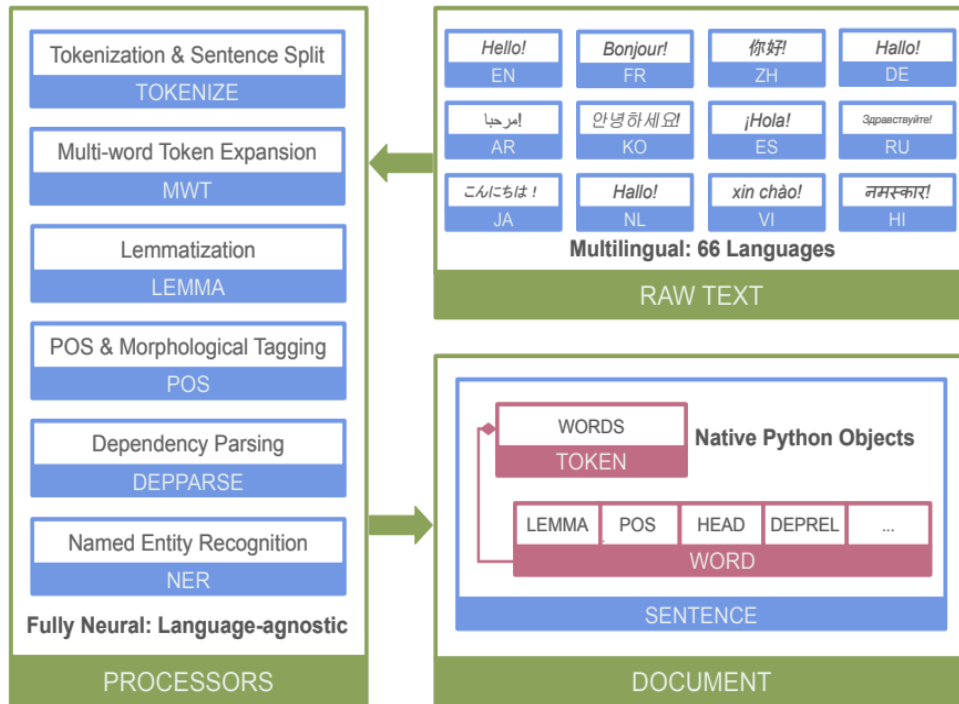 Tokenization & Sentence Split
TOKENIZE
Multi-word Token Expansion
MWT
Lemmatization
LEMMA
POS & Morphological Tagging
POS
Dependency Parsing
DEPPARSE
Named Entity Recognition
NER
Fully Neural: Language-agnostic
PROCESSORS
Hello!
EN
Bonjour!
FR
你好!
ZH
Hallo!
DE
مرحبا!
AR
안녕하세요!
KO
¡Hola!
ES
Здравствуйте!
RU
こんにちは！
JA
Hallo!
NL
xin chào!
VI
नमस्कार!
HI
Multilingual: 66 Languages
RAW TEXT
WORDS
TOKEN
Native Python Objects
LEMMA
POS
HEAD
DEPREL
...
WORD
SENTENCE
DOCUMENT